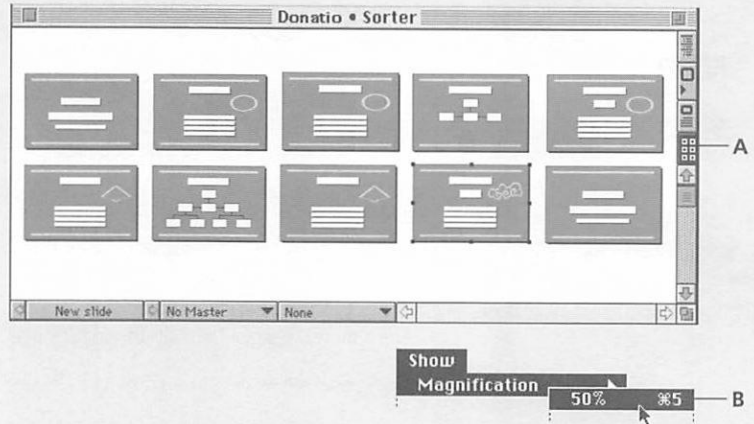 Donatio • Sorter
A
New slide
No Master
None
Show
Magnification
50% ⌘5
B